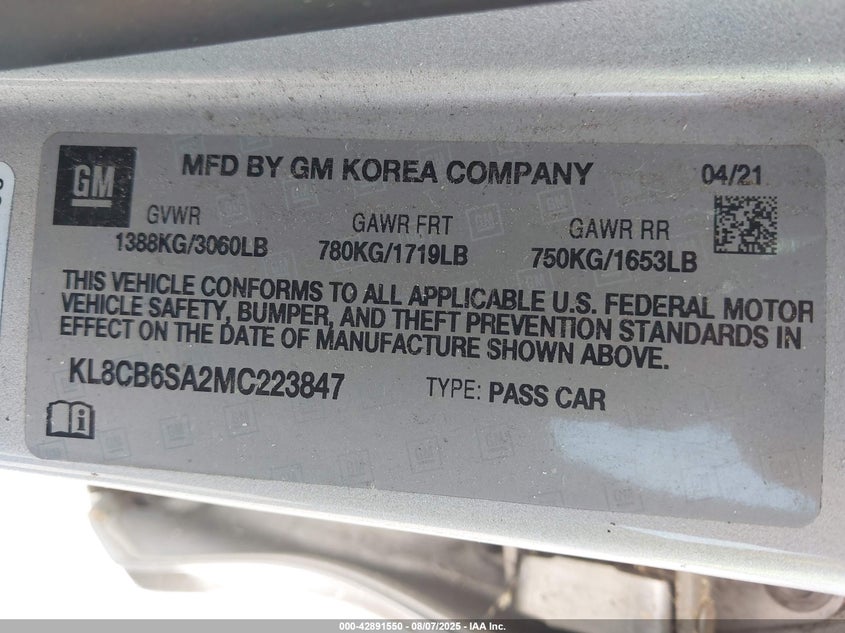 GM
MFD BY GM KOREA COMPANY 04/21
GVWR GAWR FRT GAWR RR
1388KG/3060LB 780KG/1719LB 750KG/1653LB
THIS VEHICLE CONFORMS TO ALL APPLICABLE U.S. FEDERAL MOTOR
VEHICLE SAFETY, BUMPER, AND THEFT PREVENTION STANDARDS IN
EFFECT ON THE DATE OF MANUFACTURE SHOWN ABOVE.
KL8CB6SA2MC223847 TYPE: PASS CAR
000-42891550 - 08/07/2025 - IAA Inc.